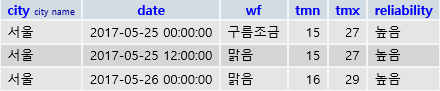 city city name date wf tmn tmx reliability
서울 2017-05-25 00:00:00 구름조금 15 27 높음
서울 2017-05-25 12:00:00 맑음 15 27 높음
서울 2017-05-26 00:00:00 맑음 16 29 높음